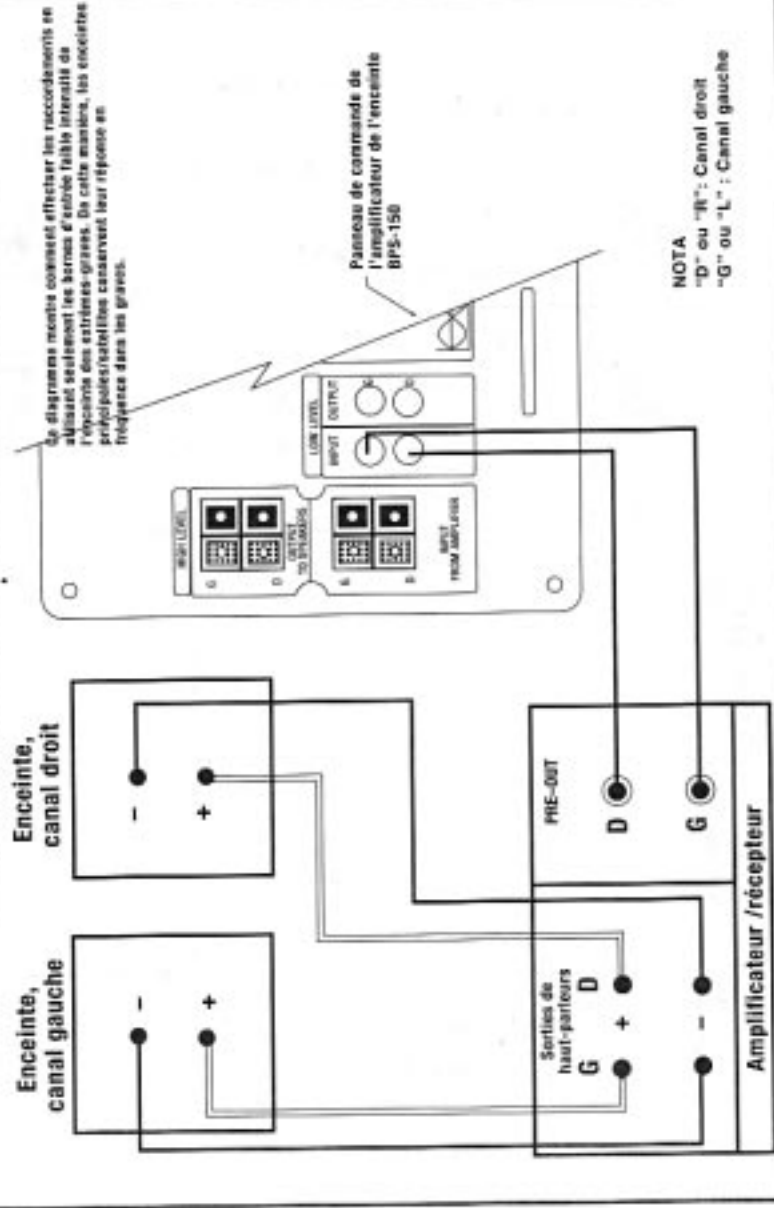 Ce diagramme montre comment effectuer les raccordements en
utilisant seulement les bornes d'entrée faible intensité de
l'enceinte des extrêmes-graves. De cette manière, les enceintes
principales/satellites conservent leur réponse en
fréquence dans les graves.
Enceinte,
canal gauche
-
+
Enceinte,
canal droit
-
+
HIGH LEVEL
G
D
OUTPUT
TO SPEAKERS
G
D
INPUT
FROM AMPLIFIER
LOW LEVEL
INPUT
OUTPUT
G
D
Panneau de commande de
l'amplificateur de l'enceinte
BPS-150
Sorties de
haut-parleurs
G
D
+
-
PRE-OUT
D
G
Amplificateur /récepteur
NOTA
"D" ou "R": Canal droit
"G" ou "L" : Canal gauche